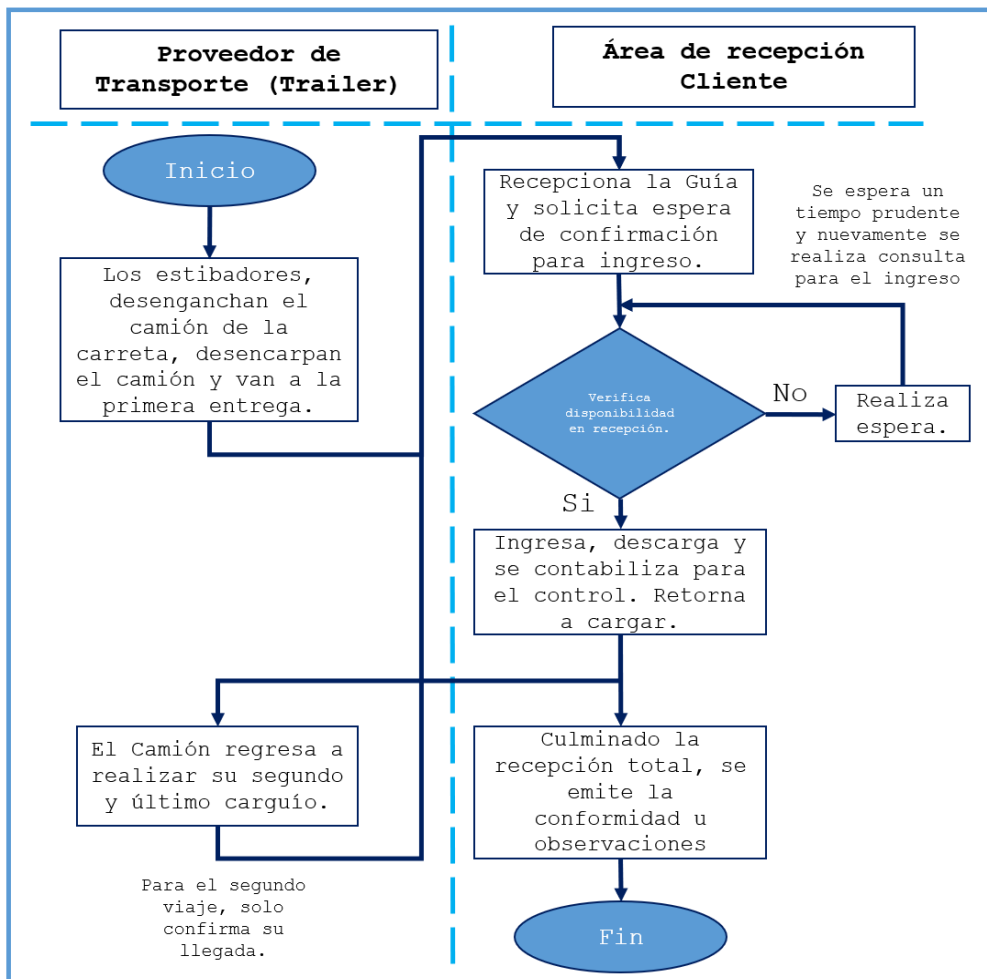 Proveedor de
Transporte (Trailer)
Área de recepción
Cliente
Inicio
Los estibadores,
desenganchan el
camión de la
carreta, desencarpan
el camión y van a la
primera entrega.
Recepciona la Guía
y solicita espera
de confirmación
para ingreso.
Se espera un
tiempo prudente
y nuevamente se
realiza consulta
para el ingreso
Verifica
disponibilidad
en recepción.
No
Realiza
espera.
Si
Ingresa, descarga y
se contabiliza para
el control. Retorna
a cargar.
El Camión regresa a
realizar su segundo
y último carguío.
Para el segundo
viaje, solo
confirma su
llegada.
Culminado la
recepción total, se
emite la
conformidad u
observaciones
Fin